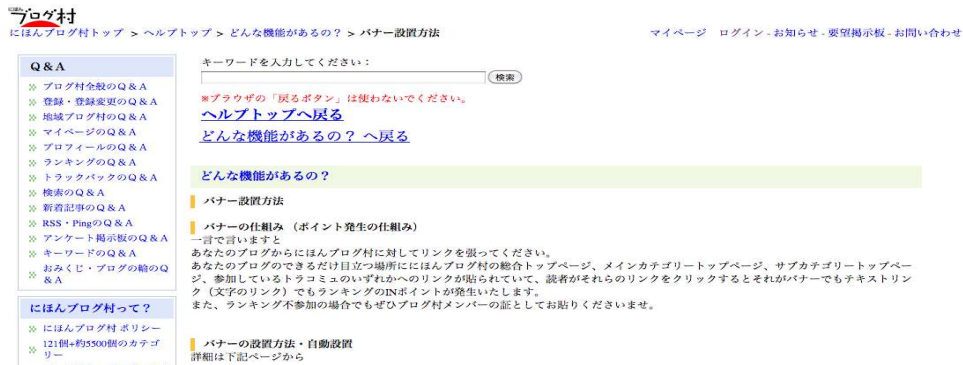 にほん
ブログ村
にほんブログ村トップ > ヘルプトップ > どんな機能があるの？ > バナー設置方法
マイページ ログイン - お知らせ - 要望掲示板 - お問い合わせ
Q & A
ブログ村全般のQ & A
登録・登録変更のQ & A
地域ブログ村のQ & A
マイページのQ & A
プロフィールのQ & A
ランキングのQ & A
トラックバックのQ & A
検索のQ & A
新着記事のQ & A
RSS・PingのQ & A
アンケート掲示板のQ & A
キーワードのQ & A
おみくじ・ブログの輪のQ
& A
にほんブログ村って？
にほんブログ村 ポリシー
121個+約5500個のカテゴ
リー
キーワードを入力してください：
検索
※ブラウザの「戻るボタン」は使わないでください。
ヘルプトップへ戻る
どんな機能があるの？ へ戻る
どんな機能があるの？
バナー設置方法
バナーの仕組み （ポイント発生の仕組み）
一言で言いますと
あなたのブログからにほんブログ村に対してリンクを張ってください。
あなたのブログのできるだけ目立つ場所ににほんブログ村の総合トップページ、メインカテゴリートップページ、サブカテゴリートップペー
ジ、参加しているトラコミュのいずれかへのリンクが貼られていて、読者がそれらのリンクをクリックするとそれがバナーでもテキストリン
ク（文字のリンク）でもランキングのINポイントが発生いたします。
また、ランキング不参加の場合でもぜひブログ村メンバーの証としてお貼りくださいませ。
バナーの設置方法・自動設置
詳細は下記ページから